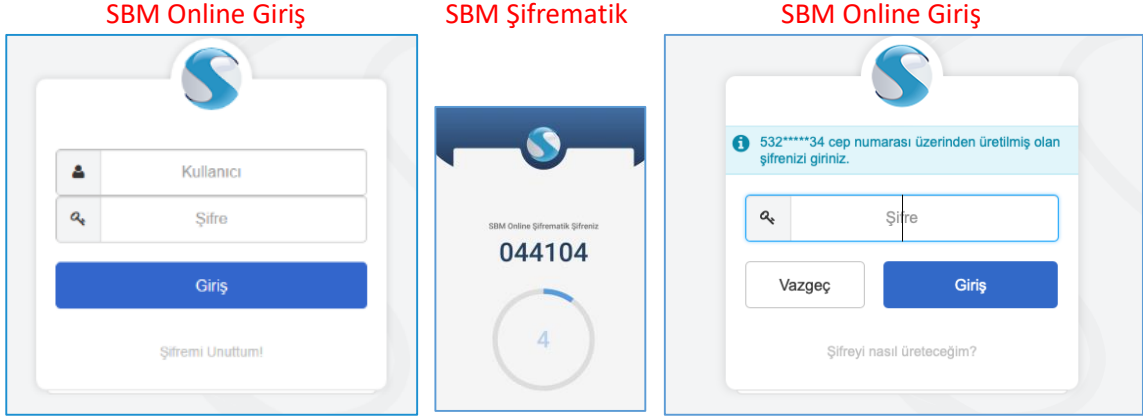 SBM Online Giriş
SBM Şifrematik
SBM Online Giriş
Kullanıcı
Şifre
Giriş
Şifremi Unuttum!
SBM Online Şifrematik Şifreniz
044104
4
532*****34 cep numarası üzerinden üretilmiş olan
şifrenizi giriniz.
Şifre
Vazgeç
Giriş
Şifreyi nasıl üreteceğim?